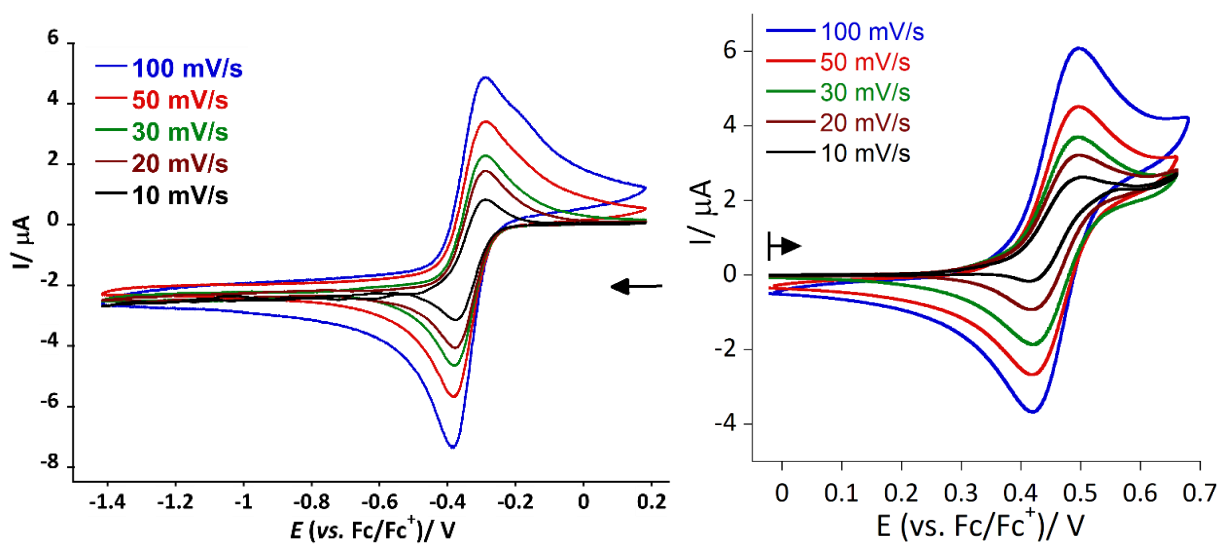 6
4
2
0
-2
-4
-6
-8
I/ μA
100 mV/s
50 mV/s
30 mV/s
20 mV/s
10 mV/s
-1.4 -1.2 -1 -0.8 -0.6 -0.4 -0.2 0 0.2
E (vs. Fc/Fc⁺)/ V
6
4
2
0
-2
-4
I/ μA
100 mV/s
50 mV/s
30 mV/s
20 mV/s
10 mV/s
0 0.1 0.2 0.3 0.4 0.5 0.6 0.7
E (vs. Fc/Fc⁺)/ V